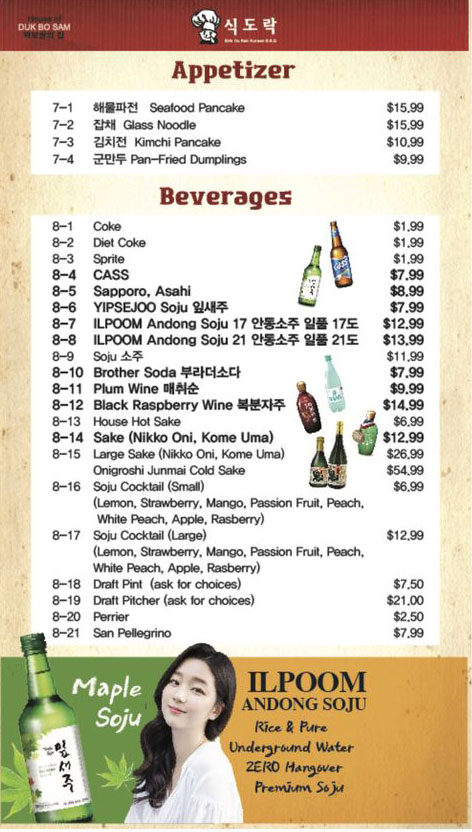 House of
DUK BO SAM
떡보쌈의 집
식도락
Sik Do Rak Korean B.B.Q.
Appetizer
7-1 해물파전 Seafood Pancake $15.99
7-2 잡채 Glass Noodle $15.99
7-3 김치전 Kimchi Pancake $10.99
7-4 군만두 Pan-Fried Dumplings $9.99
Beverages
8-1 Coke $1.99
8-2 Diet Coke $1.99
8-3 Sprite $1.99
8-4 CASS $7.99
8-5 Sapporo, Asahi $8.99
8-6 YIPSEJOO Soju 잎새주 $7.99
8-7 ILPOOM Andong Soju 17 안동소주 일품 17도 $12.99
8-8 ILPOOM Andong Soju 21 안동소주 일품 21도 $13.99
8-9 Soju 소주 $11.99
8-10 Brother Soda 부라더소다 $7.99
8-11 Plum Wine 매취순 $9.99
8-12 Black Raspberry Wine 복분자주 $14.99
8-13 House Hot Sake $6.99
8-14 Sake (Nikko Oni, Kome Uma) $12.99
8-15 Large Sake (Nikko Oni, Kome Uma) $26.99
Onigroshi Junmai Cold Sake $54.99
8-16 Soju Cocktail (Small) $6.99
(Lemon, Strawberry, Mango, Passion Fruit, Peach,
White Peach, Apple, Rasberry)
8-17 Soju Cocktail (Large) $12.99
(Lemon, Strawberry, Mango, Passion Fruit, Peach,
White Peach, Apple, Rasberry)
8-18 Draft Pint (ask for choices) $7.50
8-19 Draft Pitcher (ask for choices) $21.00
8-20 Perrier $2.50
8-21 San Pellegrino $7.99
Maple
Soju
잎새주
ILPOOM
ANDONG SOJU
Rice & Pure
Underground Water
ZERO Hangover
Premium Soju